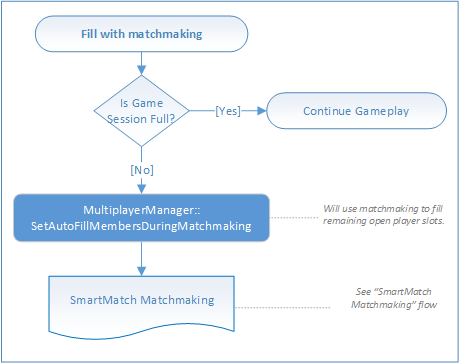 Fill with matchmaking
Is Game
Session Full?
[Yes]
Continue Gameplay
[No]
MultiplayerManager::
SetAutoFillMembersDuringMatchmaking
Will use matchmaking to fill
remaining open player slots.
SmartMatch Matchmaking
See “SmartMatch
Matchmaking” flow